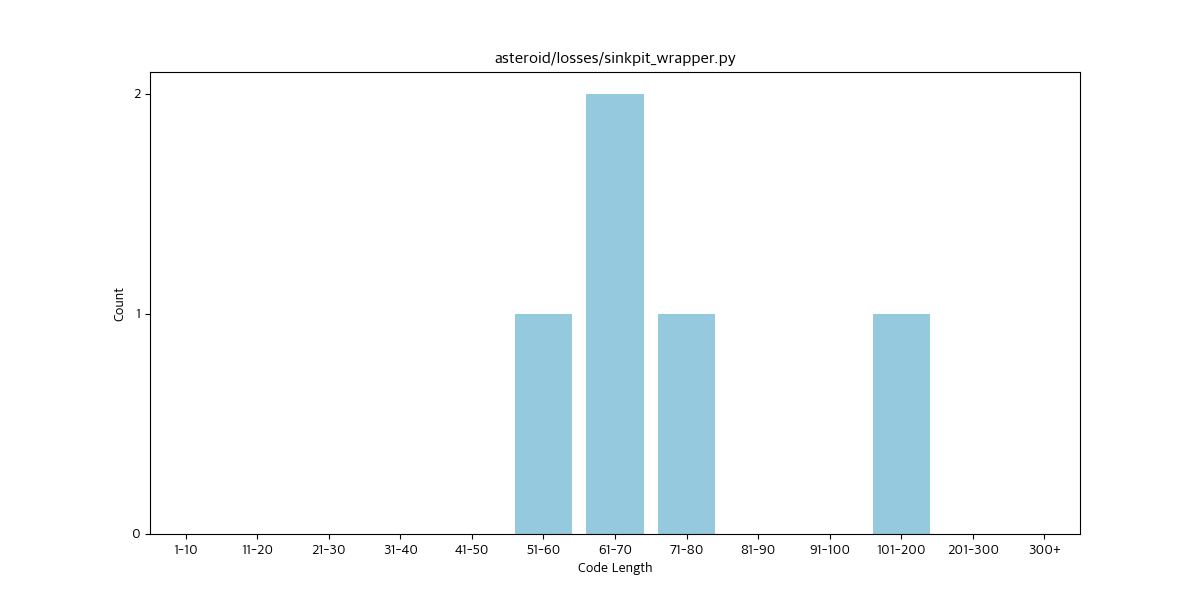 asteroid/losses/sinkpit_wrapper.py
2
1
0
Count
1-10 11-20 21-30 31-40 41-50 51-60 61-70 71-80 81-90 91-100 101-200 201-300 300+
Code Length